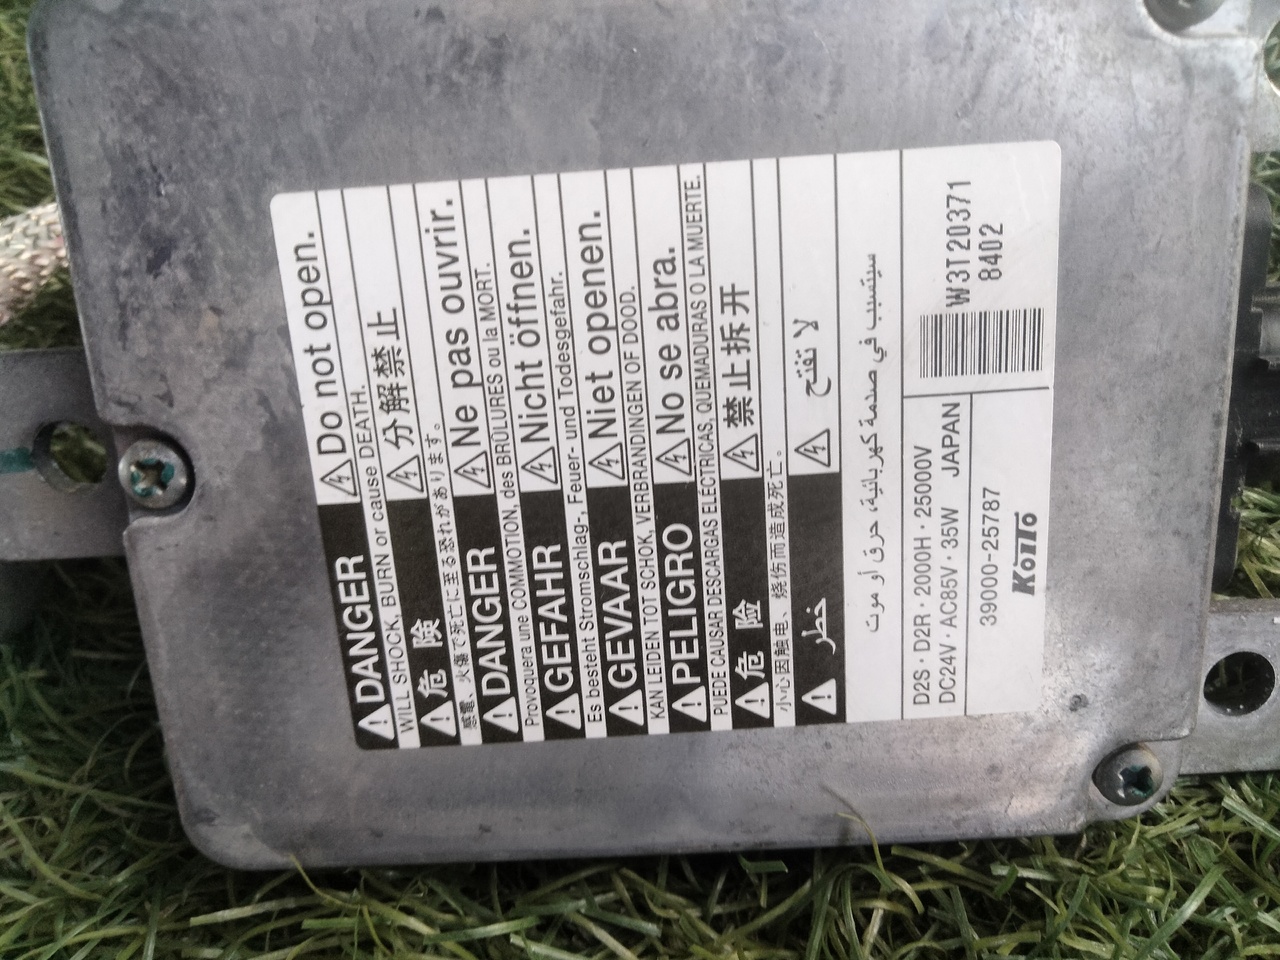 DANGER Do not open.
WILL SHOCK, BURN or cause DEATH.
危険 分解禁止
感電、火傷で死亡に至る恐れがあります。
DANGER Ne pas ouvrir.
Provoquera une COMMOTION, des BRÛLURES ou la MORT.
GEFAHR Nicht öffnen.
Es besteht Stromschlag-, Feuer- und Todesgefahr.
GEVAAR Niet openen.
KAN LEIDEN TOT SCHOK, VERBRANDINGEN OF DOOD.
PELIGRO No se abra.
PUEDE CAUSAR DESCARGAS ELECTRICAS, QUEMADURAS O LA MUERTE.
危险 禁止拆开
小心因触电、烧伤而造成死亡。
خطر لا تفتح
سيتسبب في صدمة كهربائية، حرق أو موت
D2S・D2R・2000H・25000V
DC24V・AC85V・35W JAPAN
39000-25787
KOITO
W3T20371
8402